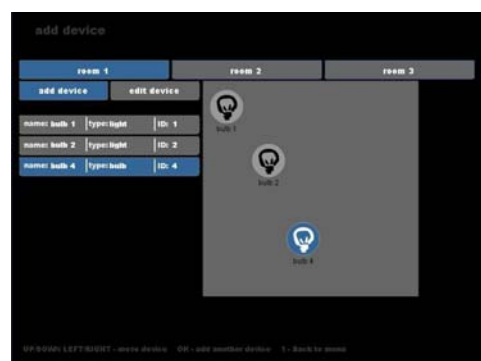 add device
room 1 room 2 room 3
add device edit device
name: bulb 1 type: light ID: 1
name: bulb 2 type: light ID: 2
name: bulb 4 type: bulb ID: 4
bulb 1
bulb 2
bulb 4
UP/DOWN/LEFT/RIGHT - move device OK - add another device 1 - Back to menu